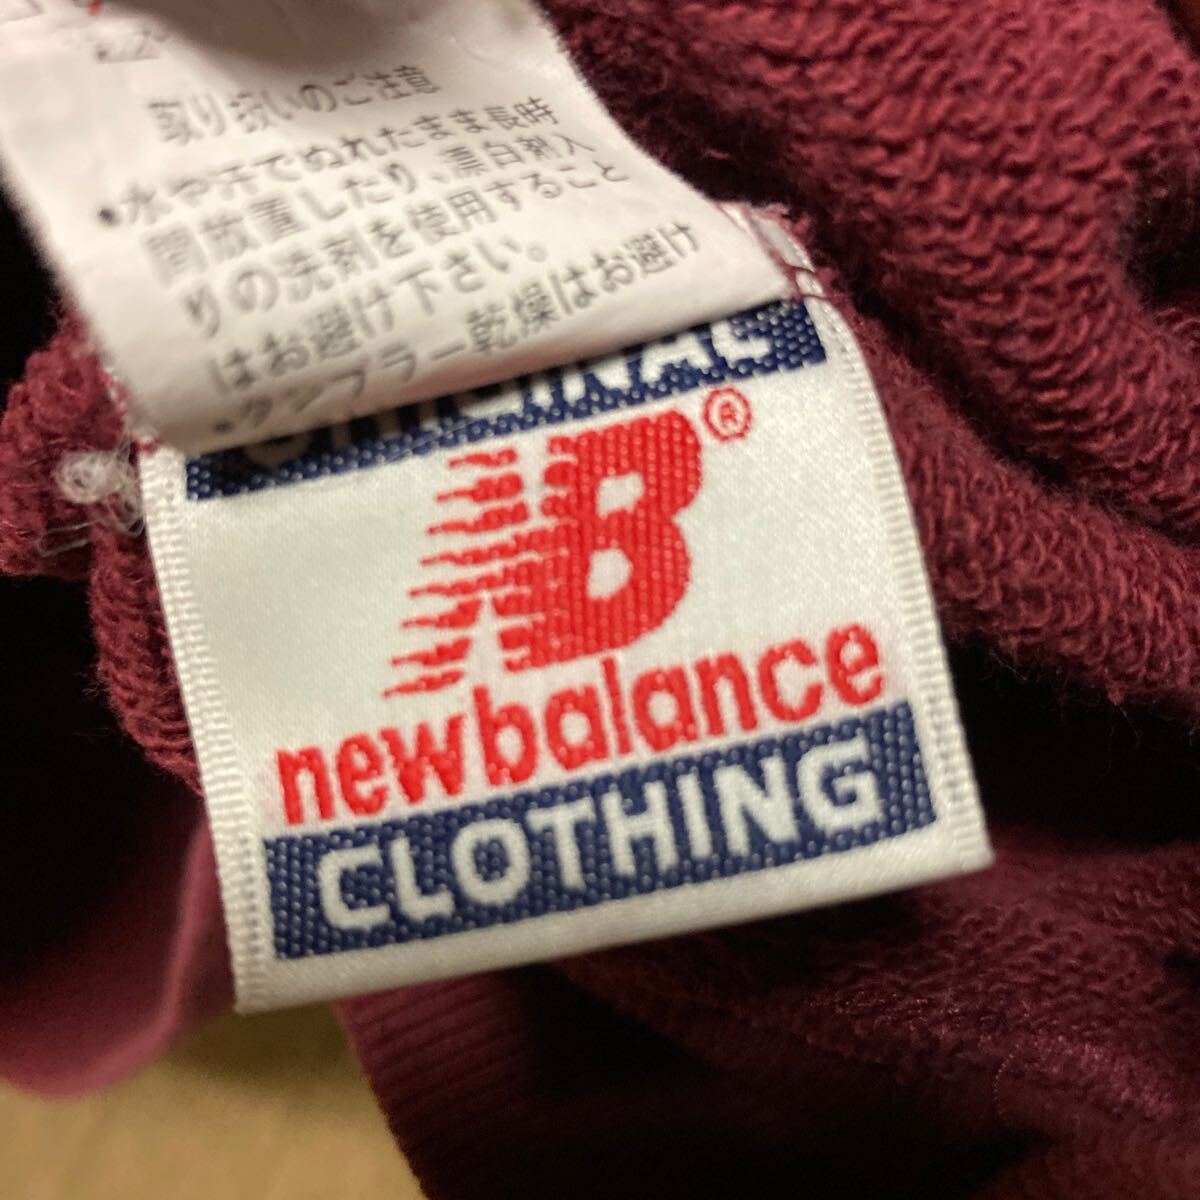 取り扱いのご注意
・水や汗でぬれたまま長時
間放置したり、漂白剤入
りの洗剤を使用すること
はお避け下さい。
・タンブラー乾燥はお避け
NB®
new balance
CLOTHING